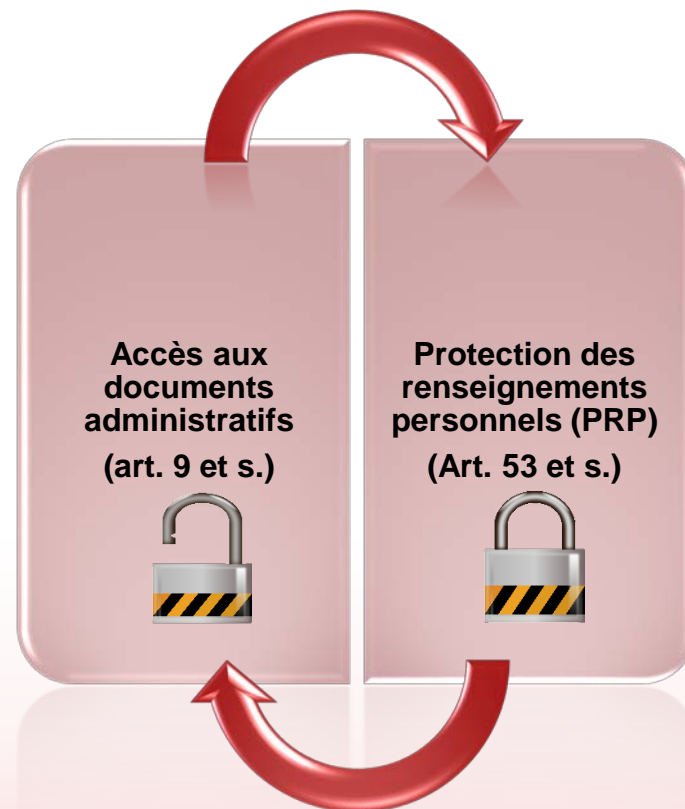 Accès aux
documents
administratifs
(art. 9 et s.)
Protection des
renseignements
personnels (PRP)
(Art. 53 et s.)